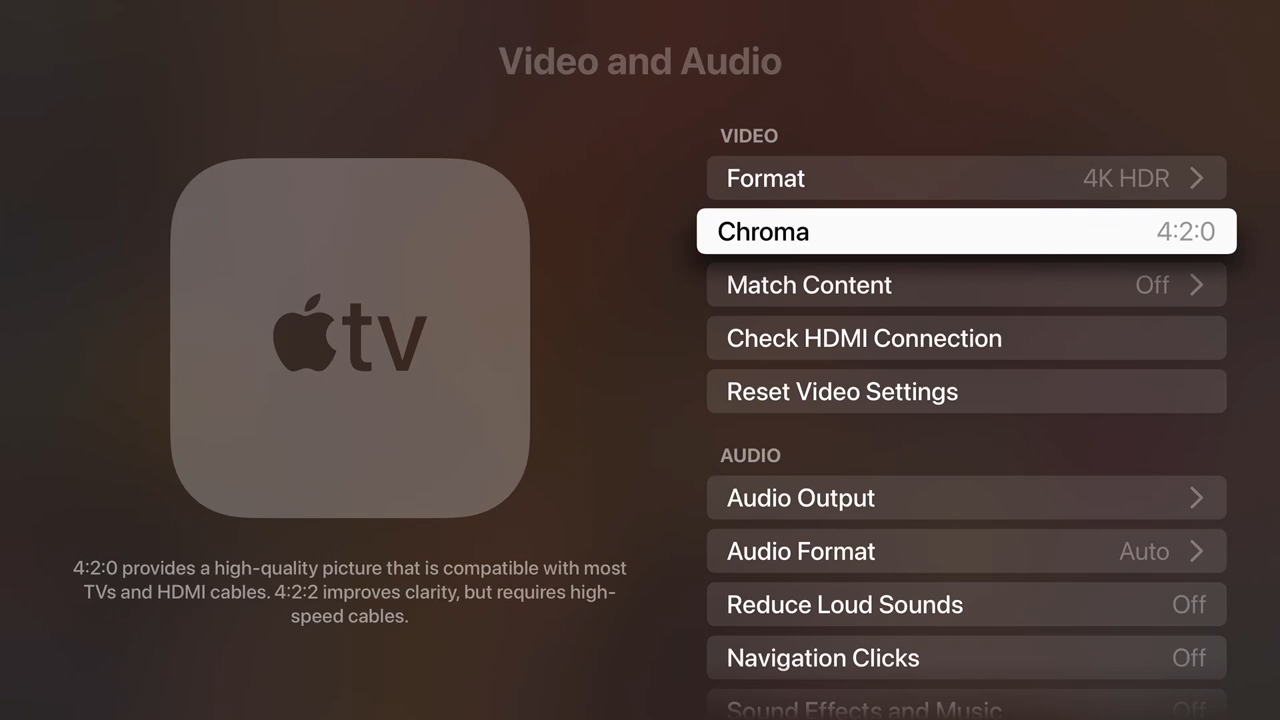 Video and Audio
VIDEO
Format 4K HDR
Chroma 4:2:0
Match Content Off
Check HDMI Connection
Reset Video Settings
tv
4:2:0 provides a high-quality picture that is compatible with most
TVs and HDMI cables. 4:2:2 improves clarity, but requires high-
speed cables.
AUDIO
Audio Output
Audio Format Auto
Reduce Loud Sounds Off
Navigation Clicks Off
Sound Effects and Music Off